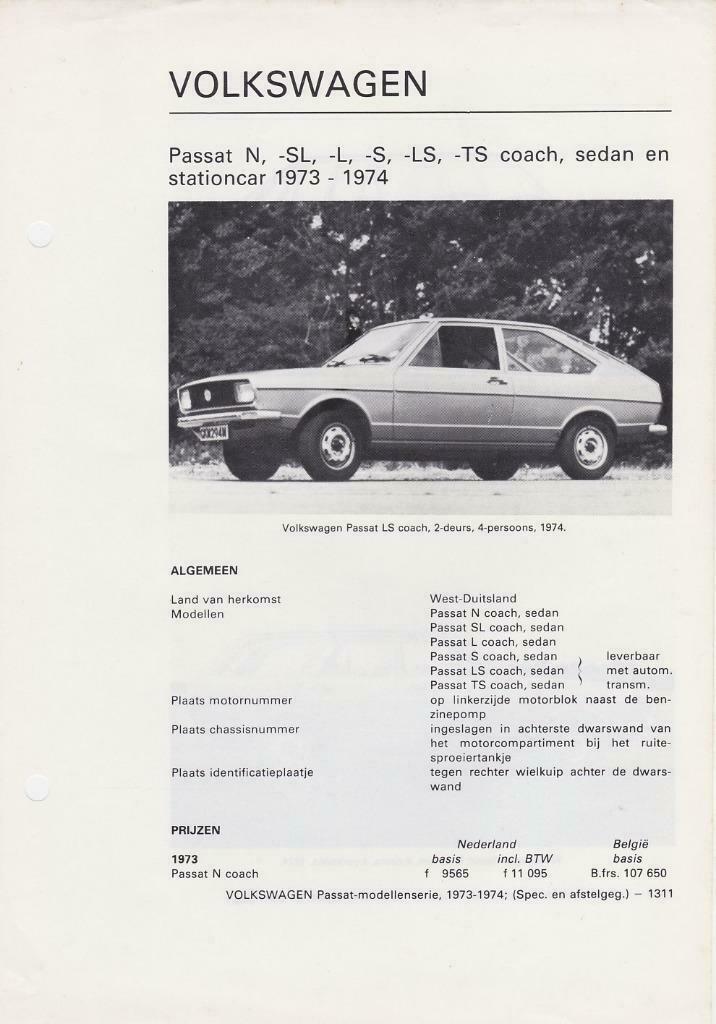 VOLKSWAGEN
Passat N, -SL, -L, -S, -LS, -TS coach, sedan en
stationcar 1973 - 1974
Volkswagen Passat LS coach, 2-deurs, 4-persoons, 1974.
ALGEMEEN
Land van herkomst West-Duitsland
Modellen Passat N coach, sedan
Passat SL coach, sedan
Passat L coach, sedan
Passat S coach, sedan } leverbaar
Passat LS coach, sedan } met autom.
Passat TS coach, sedan } transm.
Plaats motornummer op linkerzijde motorblok naast de ben-
zinepomp
Plaats chassisnummer ingeslagen in achterste dwarswand van
het motorcompartiment bij het ruite-
sproeiertankje
Plaats identificatieplaatje tegen rechter wielkuip achter de dwars-
wand
PRIJZEN
Nederland België
1973 basis incl. BTW basis
Passat N coach f 9565 f 11 095 B.frs. 107 650
VOLKSWAGEN Passat-modellenserie, 1973-1974; (Spec. en afstelgeg.) – 1311